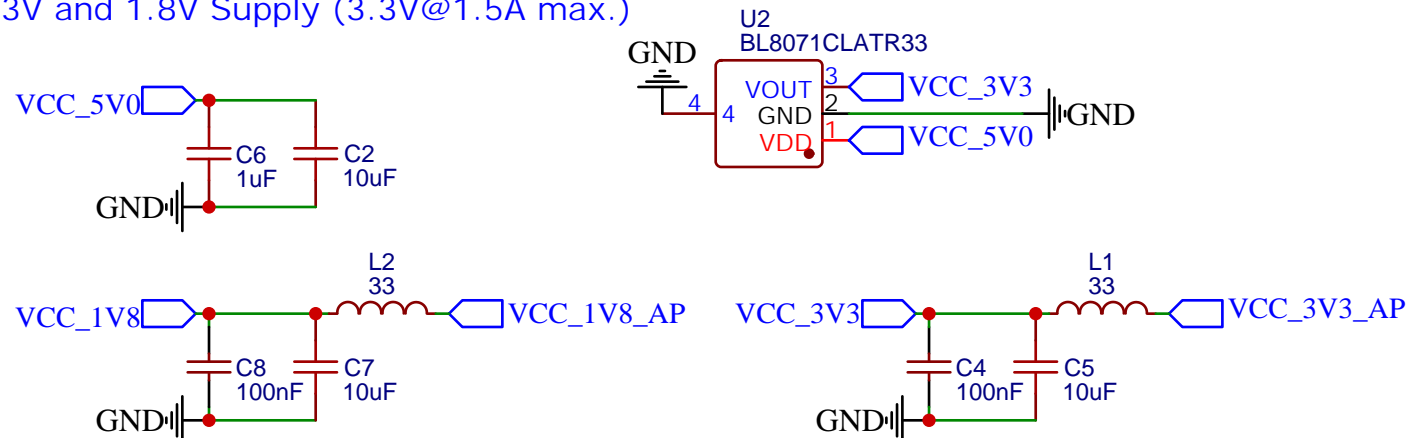 3V and 1.8V Supply (3.3V@1.5A max.)
U2
BL8071CLATR33
GND
4
4
VOUT
GND
VDD
3
2
1
VCC_3V3
GND
VCC_5V0
VCC_5V0
C6
1uF
C2
10uF
GND
L2
33
VCC_1V8
VCC_1V8_AP
C8
100nF
C7
10uF
GND
L1
33
VCC_3V3
VCC_3V3_AP
C4
100nF
C5
10uF
GND